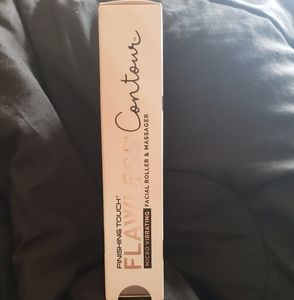 FINISHING TOUCH®
FLAWLESS® Contour
MICRO VIBRATING
FACIAL ROLLER & MASSAGER